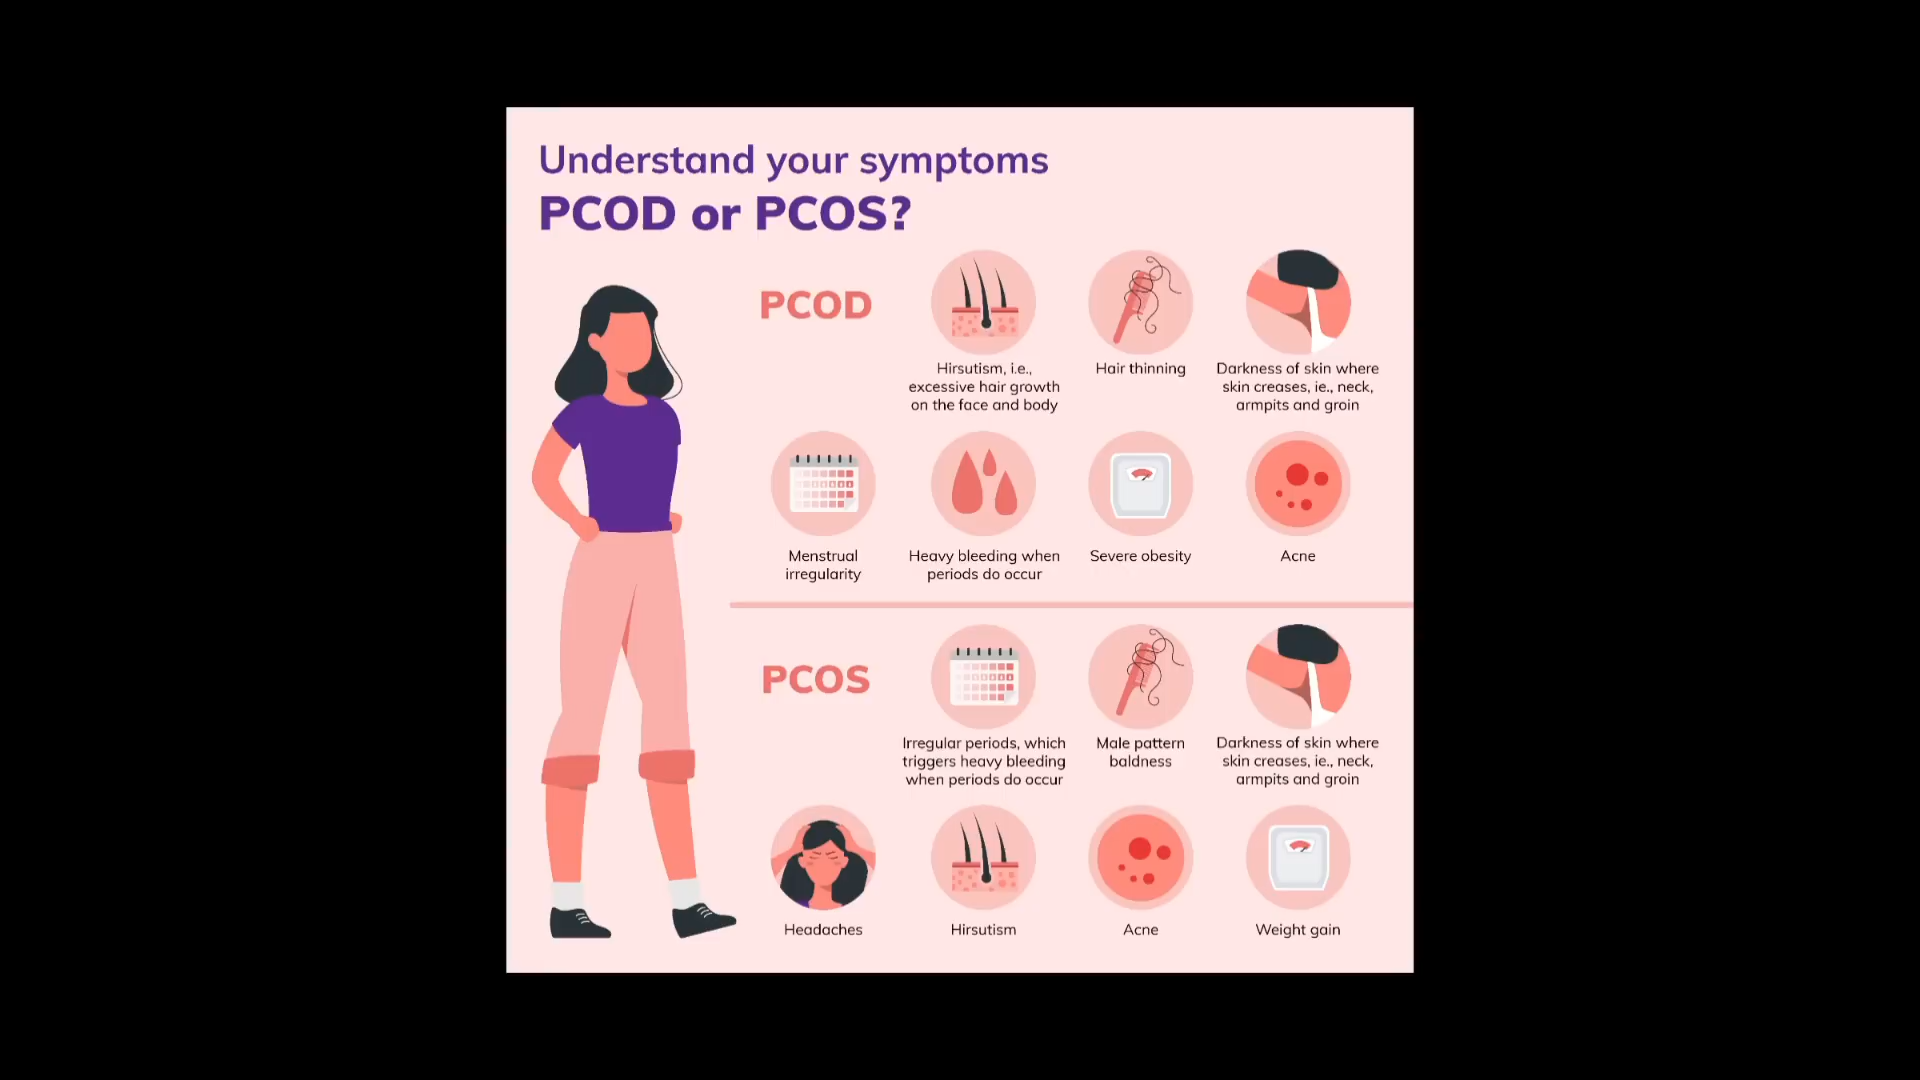 Understand your symptoms
PCOD or PCOS?
PCOD
Hirsutism, i.e.,
excessive hair growth
on the face and body
Hair thinning
Darkness of skin where
skin creases, ie., neck,
armpits and groin
Menstrual
irregularity
Heavy bleeding when
periods do occur
Severe obesity
Acne
PCOS
Irregular periods, which
triggers heavy bleeding
when periods do occur
Male pattern
baldness
Darkness of skin where
skin creases, ie., neck,
armpits and groin
Headaches
Hirsutism
Acne
Weight gain